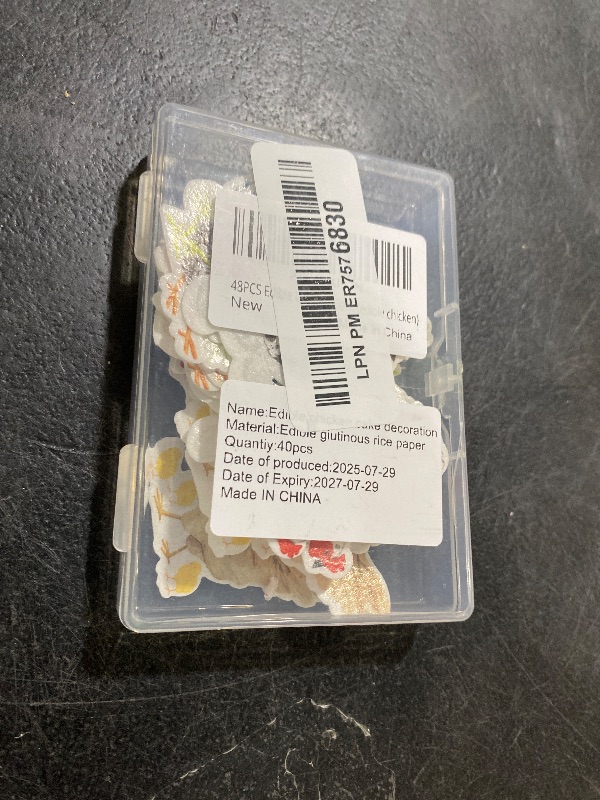 LPN PM ER7576830
48PCS
chicken)
New
China
Name:Edi ake decoration
Material:Edible glutinous rice paper
Quantiy:40pcs
Date of produced:2025-07-29
Date of Expiry:2027-07-29
Made IN CHINA